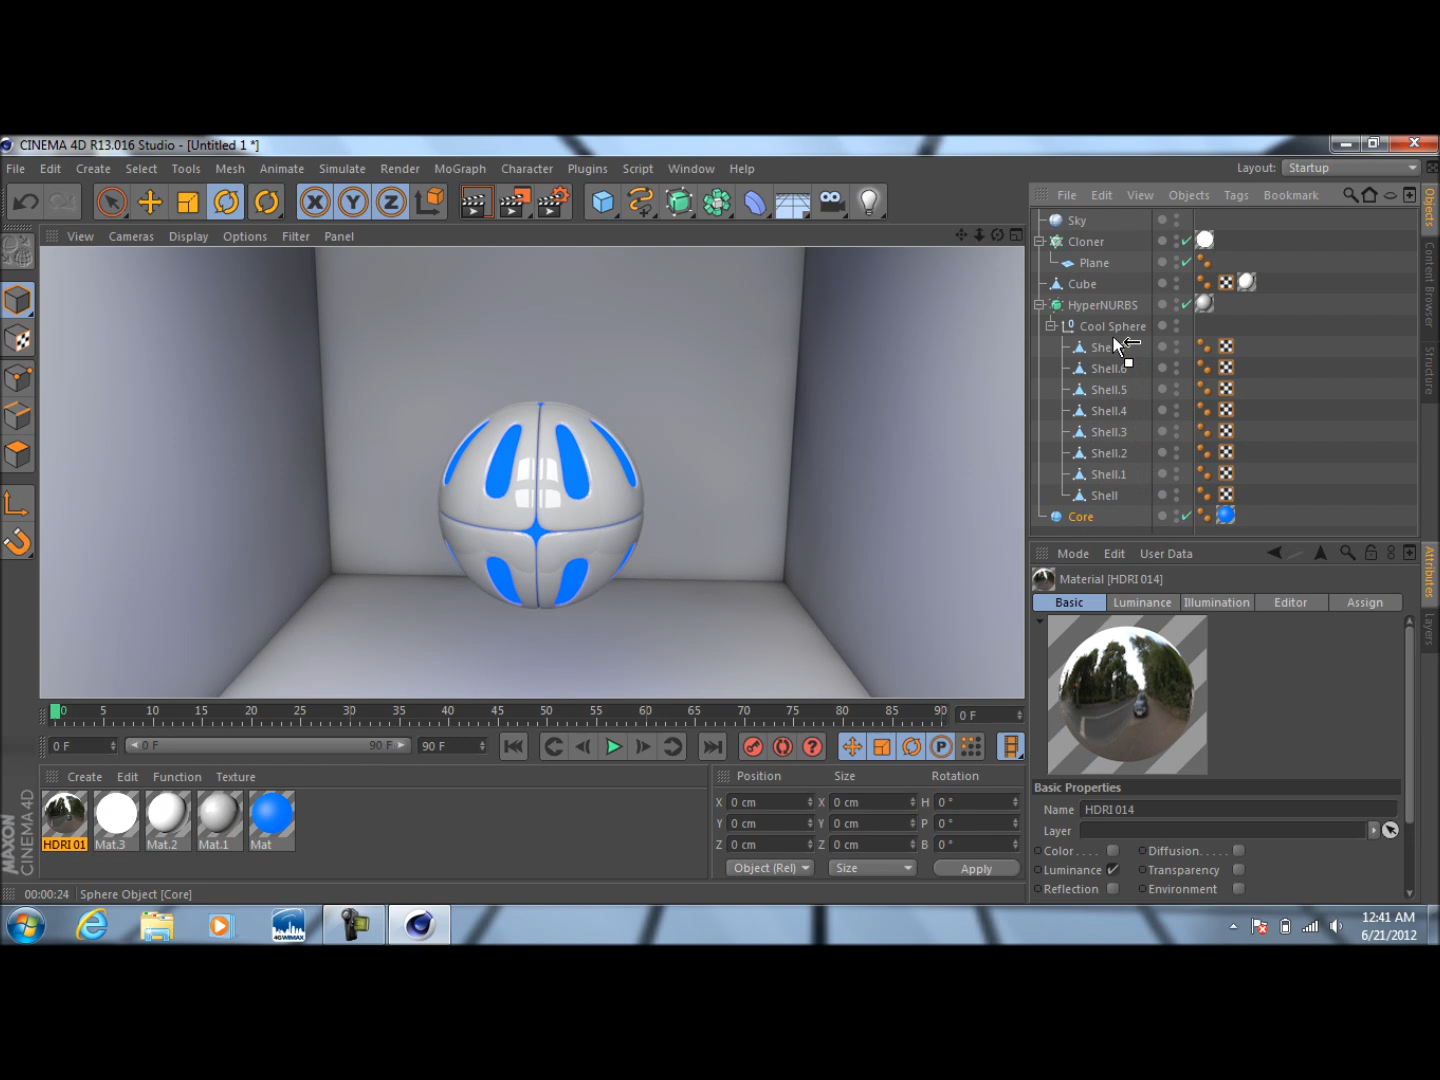 CINEMA 4D R13.016 Studio - [Untitled 1 *]
File Edit Create Select Tools Mesh Animate Simulate Render MoGraph Character Plugins Script Window Help Layout: Startup
File Edit View Objects Tags Bookmark
View Cameras Display Options Filter Panel
Sky
Cloner
Plane
Cube
HyperNURBS
Cool Sphere
Shell.6
Shell.5
Shell.4
Shell.3
Shell.2
Shell.1
Shell
Core
Objects
Content Browser
Structure
Attributes
Layers
Mode Edit User Data
Material [HDRI 014]
Basic Luminance Illumination Editor Assign
Basic Properties
Name HDRI 014
Layer
Color . . . . Diffusion. . . . .
Luminance Transparency
Reflection Environment
0 5 10 15 20 25 30 35 40 45 50 55 60 65 70 75 80 85 90 0 F
0 F 0 F 90 F 90 F
P
Create Edit Function Texture
HDRI 01 Mat.3 Mat.2 Mat.1 Mat
Position Size Rotation
X 0 cm X 0 cm H 0 °
Y 0 cm Y 0 cm P 0 °
Z 0 cm Z 0 cm B 0 °
Object (Rel) Size Apply
MAXON
CINEMA 4D
00:00:24 Sphere Object [Core]
4G WIMAX
12:41 AM
6/21/2012